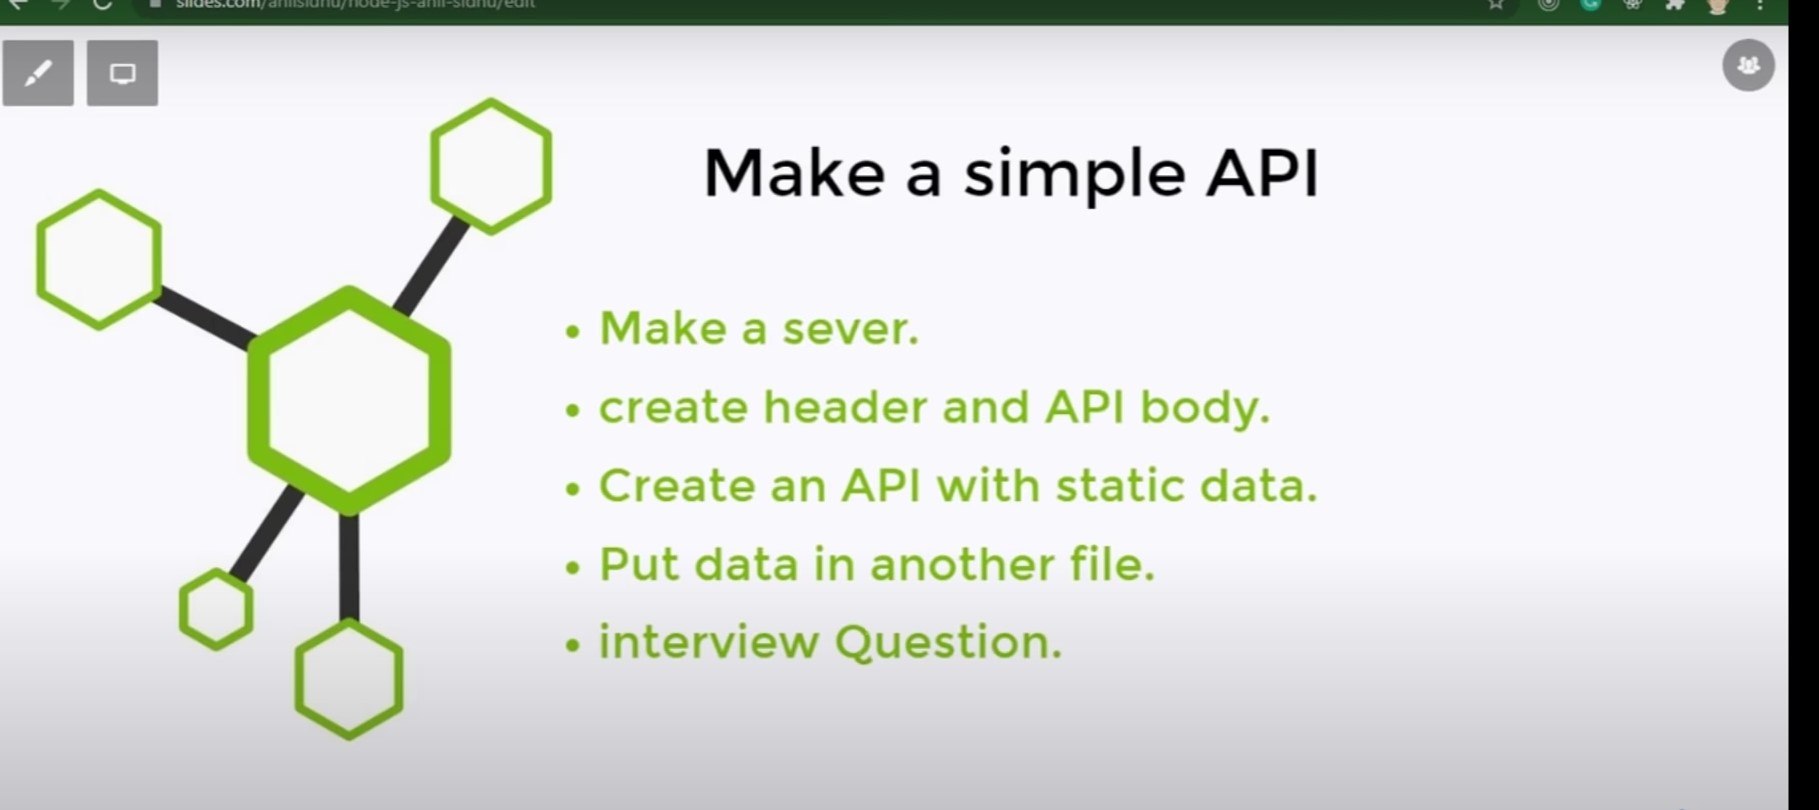 slides.com/anilsidhu/node-js-anil-sidhu/edit
Make a simple API
• Make a sever.
• create header and API body.
• Create an API with static data.
• Put data in another file.
• interview Question.